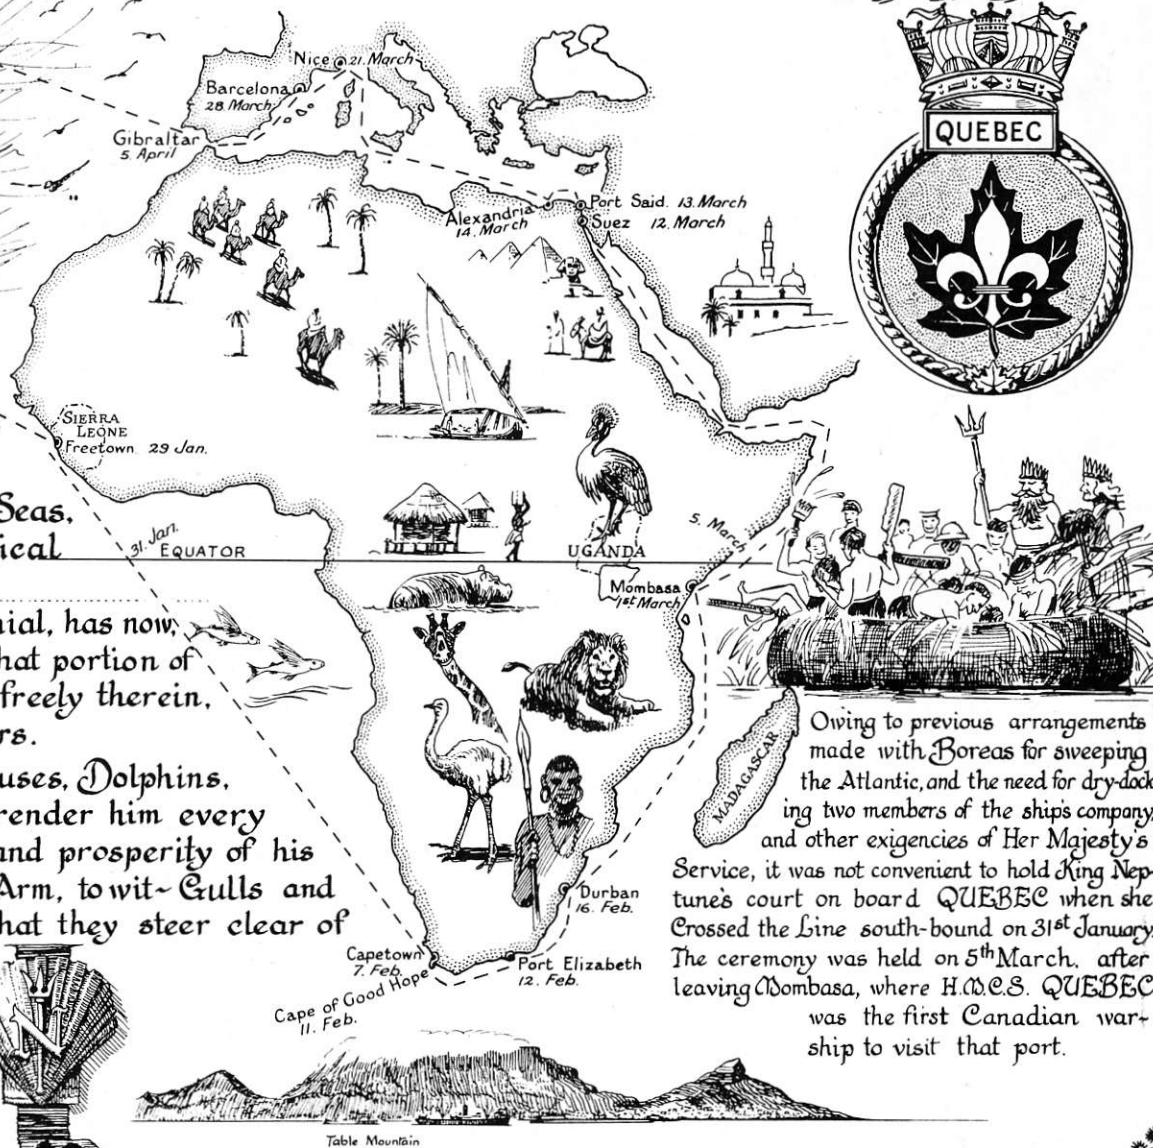 Nice 21. March
Barcelona
28 March
Gibraltar
5. April
QUEBEC
Alexandria
14. March
Port Said. 13. March
Suez 12. March
SIERRA
LEONE
Freetown 29 Jan.
31. Jan.
EQUATOR
UGANDA
5. March
Mombasa
1st March
MADAGASCAR
Durban
16. Feb.
Capetown
7. Feb.
Port Elizabeth
12. Feb.
Cape of Good Hope
11. Feb.
Table Mountain
Seas,
ical
nial, has now,
hat portion of
freely therein,
rs.
uses, Dolphins,
render him every
and prosperity of his
Arm, to wit~ Gulls and
hat they steer clear of
N
Owing to previous arrangements
made with Boreas for sweeping
the Atlantic, and the need for dry-dock
ing two members of the ship's company,
and other exigencies of Her Majesty's
Service, it was not convenient to hold King Nep-
tune's court on board QUEBEC when she
Crossed the Line south-bound on 31st January.
The ceremony was held on 5th March, after
leaving Mombasa, where H.M.C.S. QUEBEC
was the first Canadian war-
ship to visit that port.